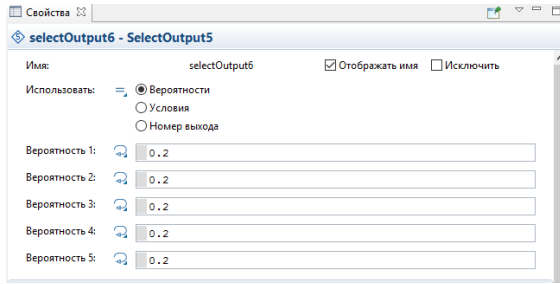 Свойства
selectOutput6 - SelectOutput5
Имя: selectOutput6 Отображать имя Исключить
Использовать: Вероятности
Условия
Номер выхода
Вероятность 1: 0.2
Вероятность 2: 0.2
Вероятность 3: 0.2
Вероятность 4: 0.2
Вероятность 5: 0.2